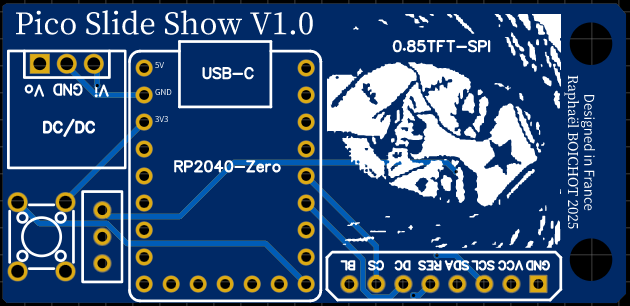 Pico Slide Show V1.0
0.85TFT-SPI
USB-C
5V
GND
3V3
Vo GND Vi
DC/DC
RP2040-Zero
Designed in France
Raphaël BOICHOT 2025
BL CS DC RES SDA SCL VCC GND